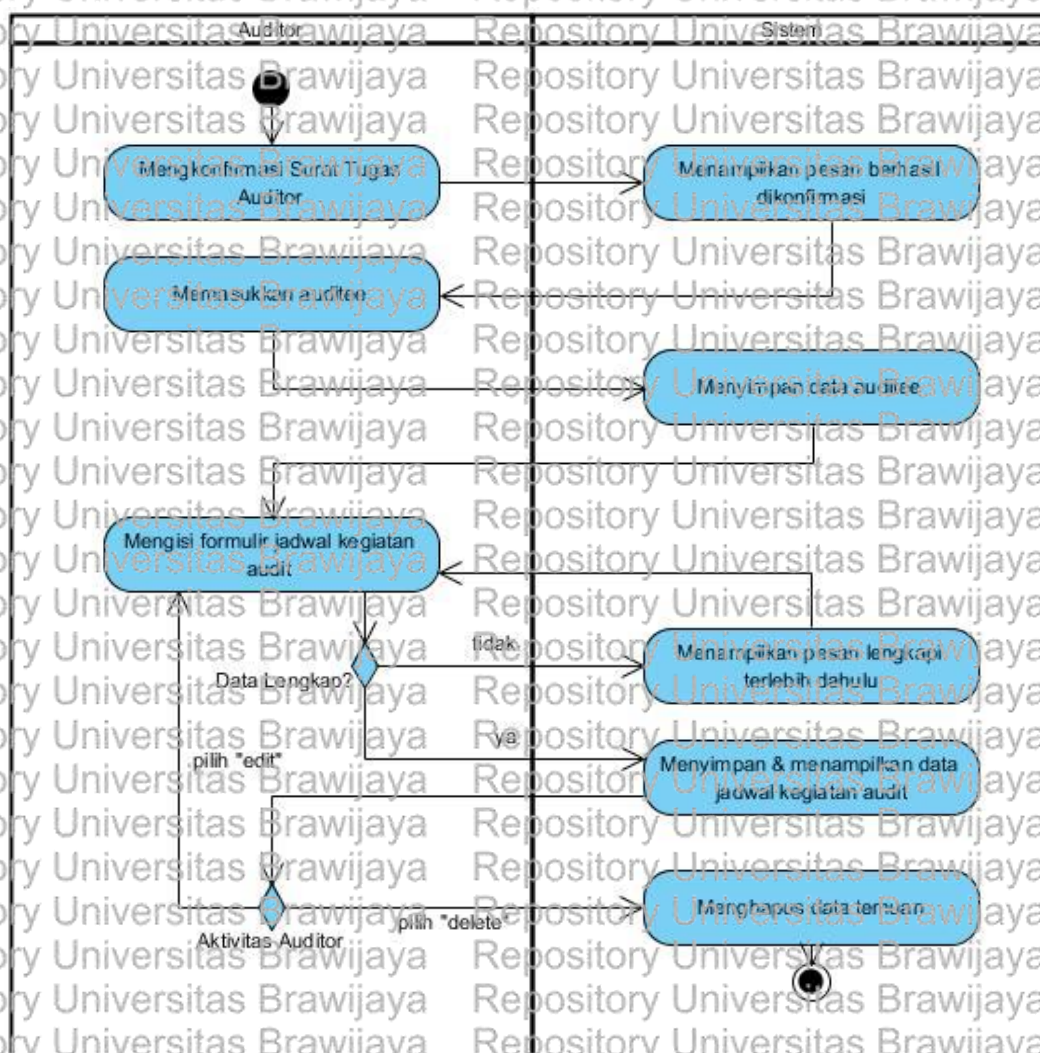 Auditor
Sistem
Mengkonfirmasi Surat Tugas
Auditor
Menampilkan pesan berhasil
dikonfirmasi
Memasukkan auditee
Menyimpan data auditee
Mengisi formulir jadwal kegiatan
audit
tidak
Data Lengkap?
Menampilkan pesan lengkapi
terlebih dahulu
ya
pilih "edit"
Menyimpan & menampilkan data
jadwal kegiatan audit
Menghapus data temuan
pilih "delete"
Aktivitas Auditor
Repository Universitas Brawijaya